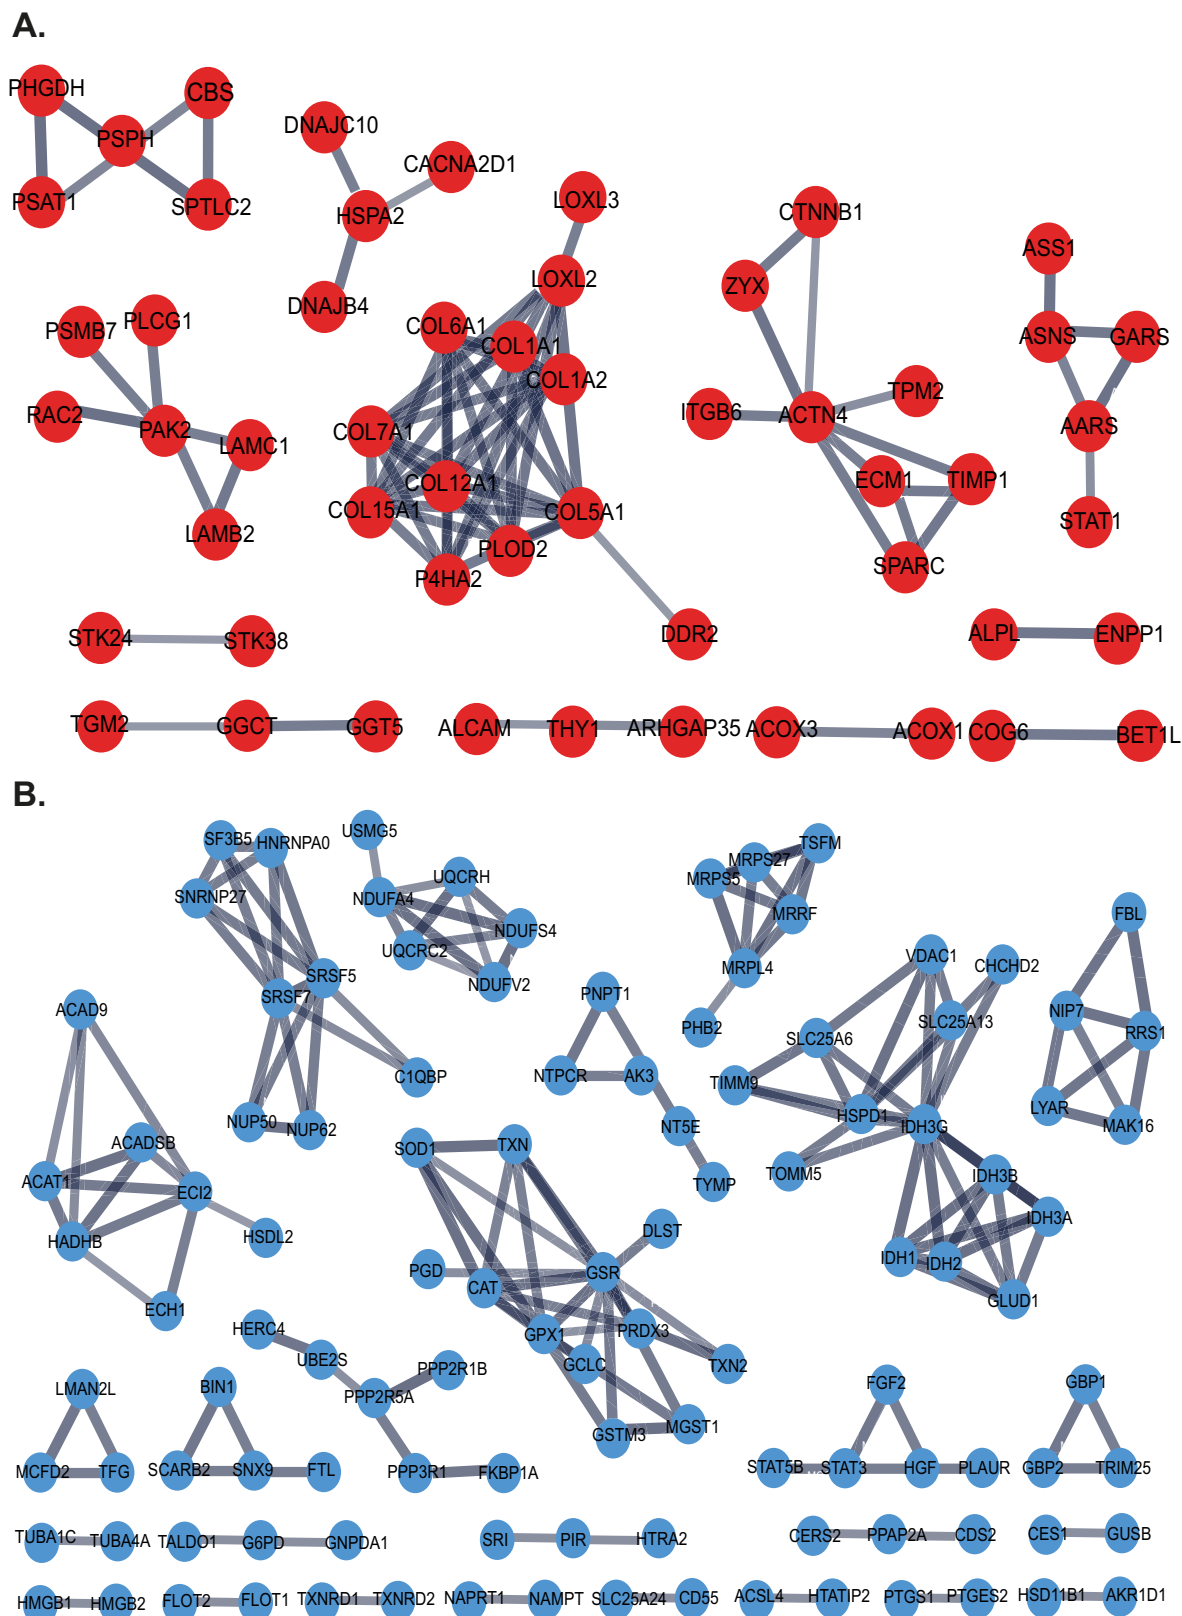 A.
PHGDH
CBS
PSPH
PSAT1
SPTLC2
DNAJC10
CACNA2D1
HSPA2
DNAJB4
LOXL3
LOXL2
COL6A1
COL1A1
COL1A2
COL7A1
COL12A1
COL15A1
COL5A1
PLOD2
P4HA2
DDR2
CTNNB1
ZYX
TPM2
ITGB6
ACTN4
ECM1
TIMP1
SPARC
ASS1
ASNS
GARS
AARS
STAT1
PSMB7
PLCG1
RAC2
PAK2
LAMC1
LAMB2
STK24
STK38
ALPL
ENPP1
TGM2
GGCT
GGT5
ALCAM
THY1
ARHGAP35
ACOX3
ACOX1
COG6
BET1L
B.
SF3B5
HNRNPA0
SNRNP27
SRSF5
SRSF7
C1QBP
NUP50
NUP62
USMG5
UQCRH
NDUFA4
NDUFS4
UQCRC2
NDUFV2
TSFM
MRPS27
MRPS5
MRRF
MRPL4
PHB2
PNPT1
NTPCR
AK3
NT5E
TYMP
VDAC1
CHCHD2
SLC25A13
SLC25A6
TIMM9
HSPD1
IDH3G
TOMM5
IDH3B
IDH3A
IDH1
IDH2
GLUD1
FBL
NIP7
RRS1
LYAR
MAK16
ACAD9
ACADSB
ACAT1
ECI2
HADHB
HSDL2
ECH1
SOD1
TXN
DLST
PGD
GSR
CAT
GPX1
PRDX3
GCLC
TXN2
GSTM3
MGST1
HERC4
UBE2S
PPP2R1B
PPP2R5A
PPP3R1
FKBP1A
LMAN2L
MCFD2
TFG
BIN1
SCARB2
SNX9
FTL
FGF2
STAT5B
STAT3
HGF
PLAUR
GBP1
GBP2
TRIM25
TUBA1C
TUBA4A
TALDO1
G6PD
GNPDA1
SRI
PIR
HTRA2
CERS2
PPAP2A
CDS2
CES1
GUSB
HMGB1
HMGB2
FLOT2
FLOT1
TXNRD1
TXNRD2
NAPRT1
NAMPT
SLC25A24
CD55
ACSL4
HTATIP2
PTGS1
PTGES2
HSD11B1
AKR1D1